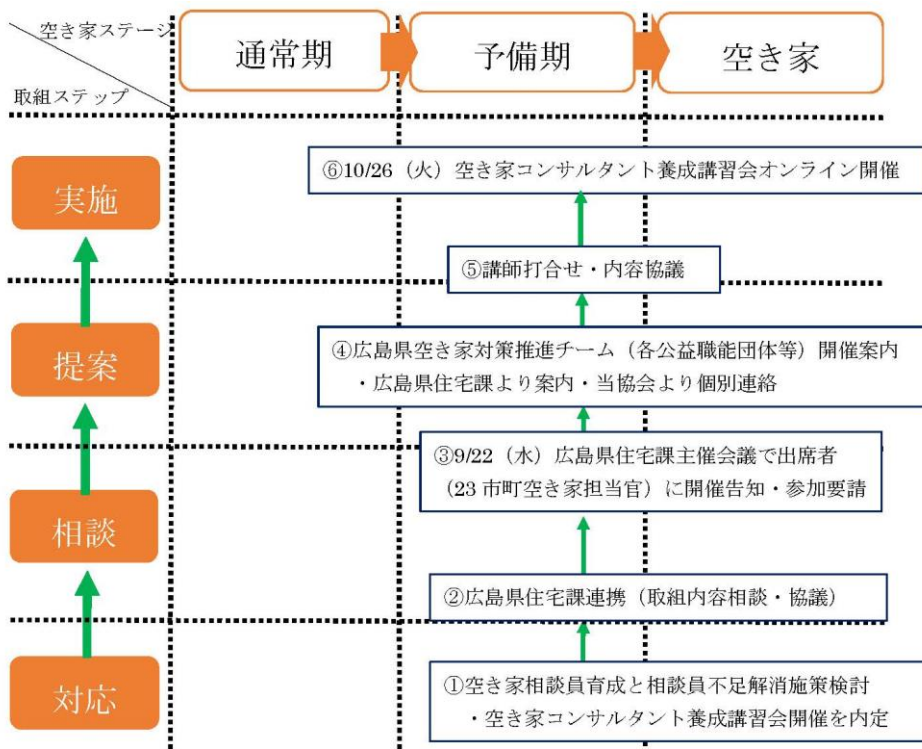 空き家ステージ
取組ステップ
通常期
予備期
空き家
実施
⑥10/26（火）空き家コンサルタント養成講習会オンライン開催
⑤講師打合せ・内容協議
提案
④広島県空き家対策推進チーム（各公益職能団体等）開催案内
・広島県住宅課より案内・当協会より個別連絡
③9/22（水）広島県住宅課主催会議で出席者
（23市町空き家担当官）に開催告知・参加要請
相談
②広島県住宅課連携（取組内容相談・協議）
対応
①空き家相談員育成と相談員不足解消施策検討
・空き家コンサルタント養成講習会開催を内定